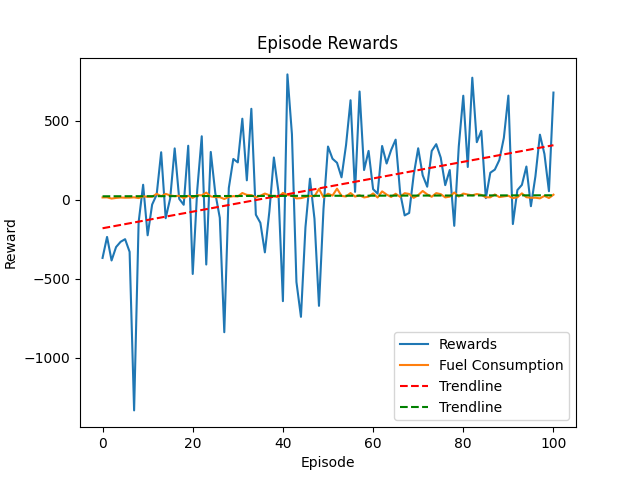 Episode Rewards
Reward
500
0
−500
−1000
0 20 40 60 80 100
Episode
Rewards
Fuel Consumption
Trendline
Trendline